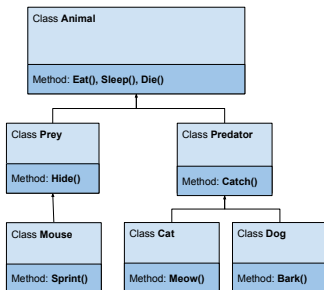 Class Animal
Method: Eat(), Sleep(), Die()
Class Prey
Method: Hide()
Class Predator
Method: Catch()
Class Mouse
Method: Sprint()
Class Cat
Method: Meow()
Class Dog
Method: Bark()